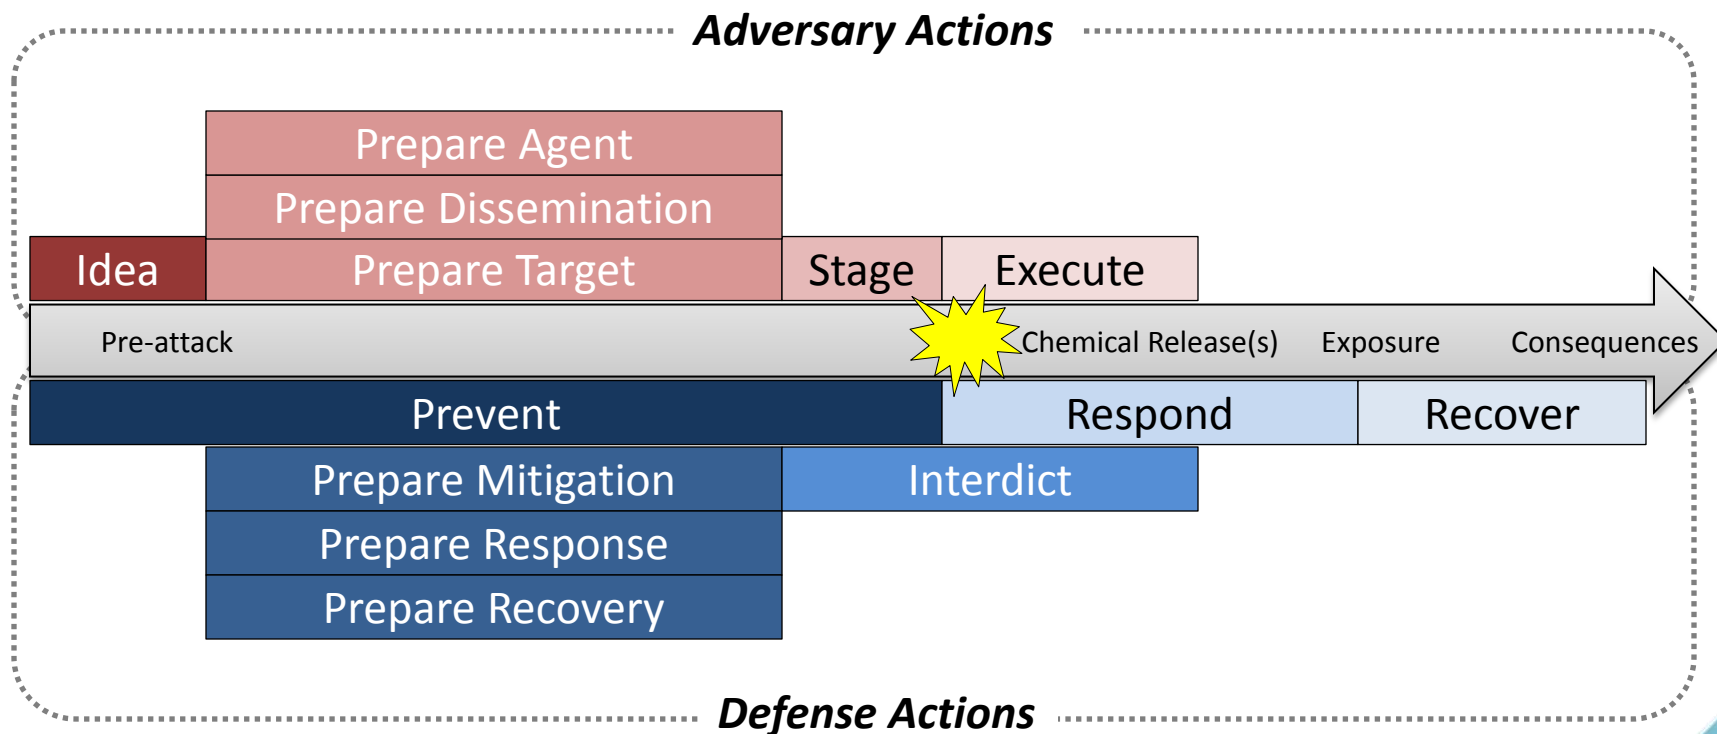 Adversary Actions
Prepare Agent
Prepare Dissemination
Idea
Prepare Target
Stage
Execute
Pre-attack
Chemical Release(s)
Exposure
Consequences
Prevent
Respond
Recover
Prepare Mitigation
Interdict
Prepare Response
Prepare Recovery
Defense Actions